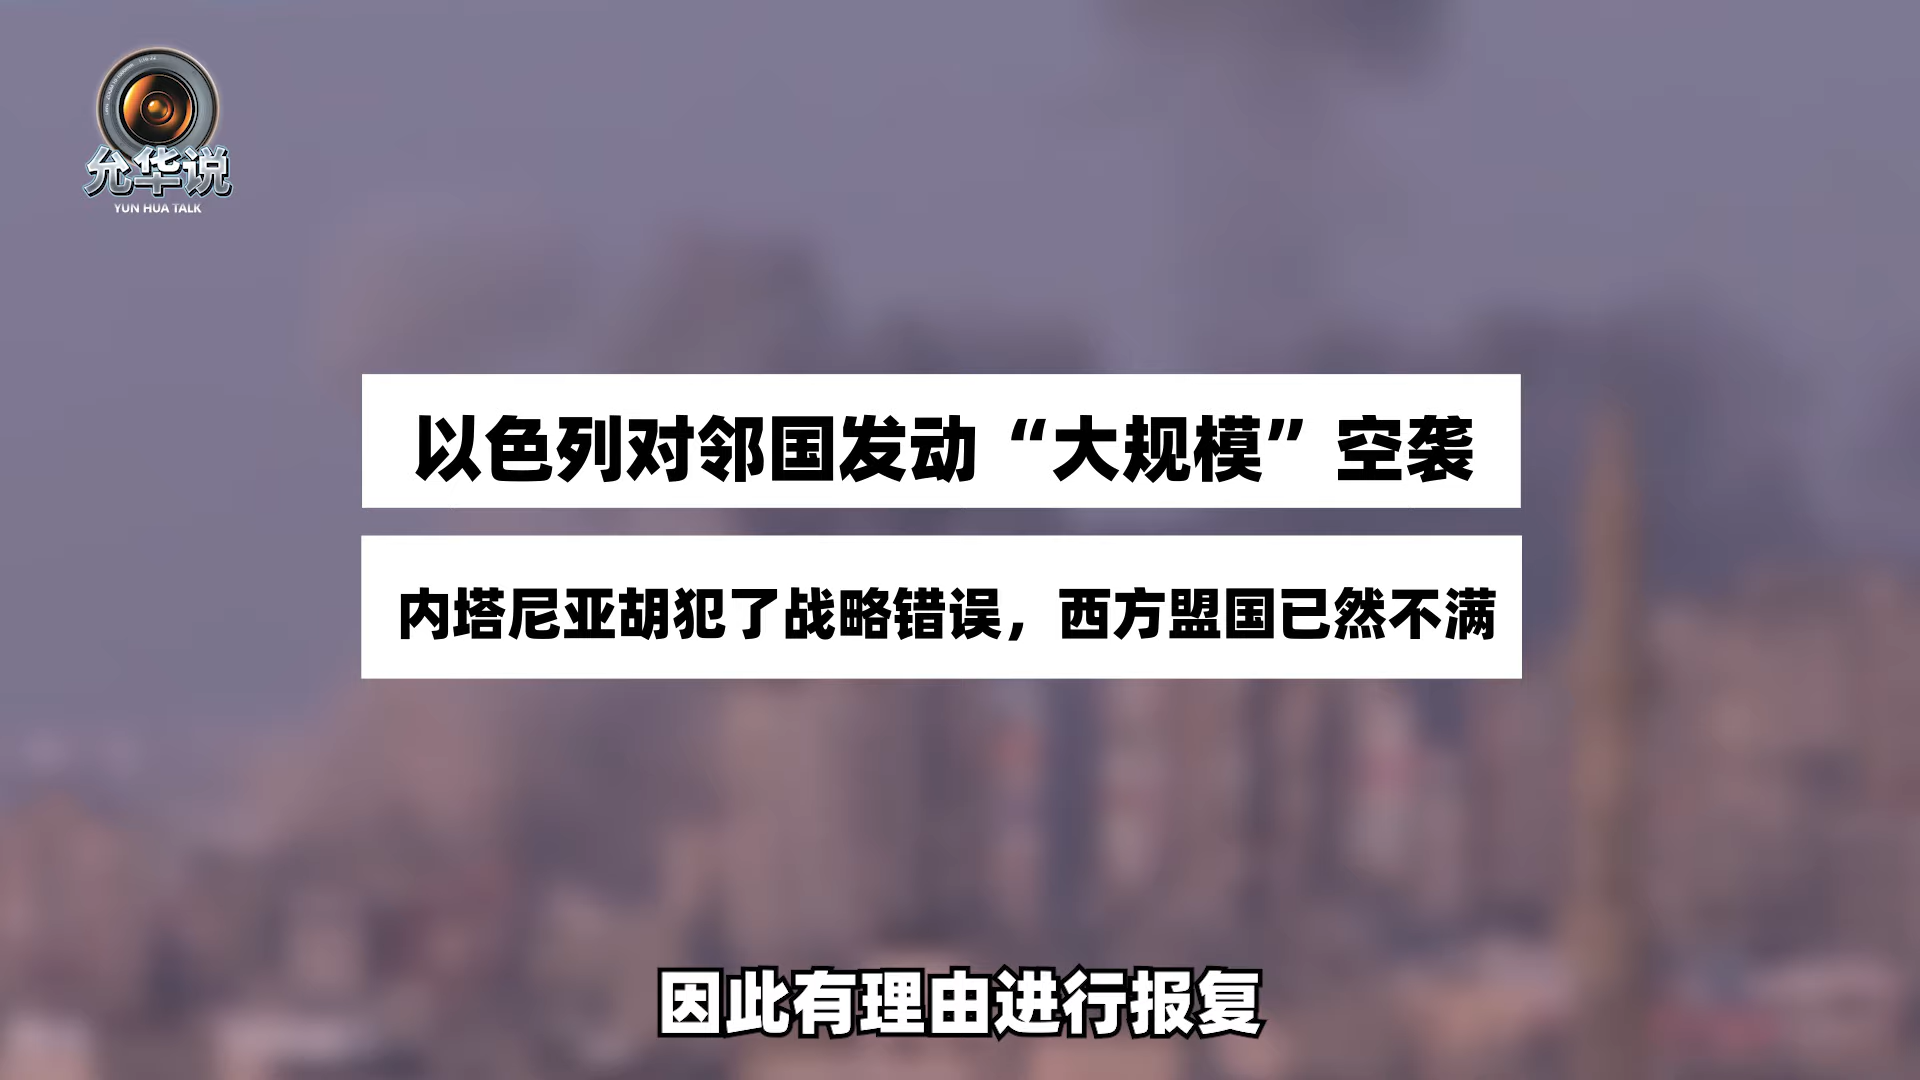 允华说
YUN HUA TALK
以色列对邻国发动“大规模”空袭
内塔尼亚胡犯了战略错误，西方盟国已然不满
因此有理由进行报复